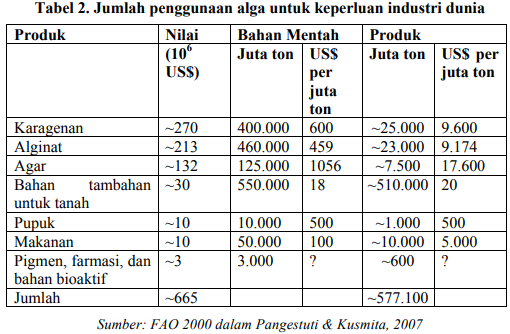 Tabel 2. Jumlah penggunaan alga untuk keperluan industri dunia
Produk Nilai Bahan Mentah Produk
(10⁶ Juta ton US$ Juta ton US$ per
US$) per juta ton
juta
ton
Karagenan ~270 400.000 600 ~25.000 9.600
Alginat ~213 460.000 459 ~23.000 9.174
Agar ~132 125.000 1056 ~7.500 17.600
Bahan tambahan ~30 550.000 18 ~510.000 20
untuk tanah
Pupuk ~10 10.000 500 ~1.000 500
Makanan ~10 50.000 100 ~10.000 5.000
Pigmen, farmasi, dan ~3 3.000 ? ~600 ?
bahan bioaktif
Jumlah ~665 ~577.100
Sumber: FAO 2000 dalam Pangestuti & Kusmita, 2007